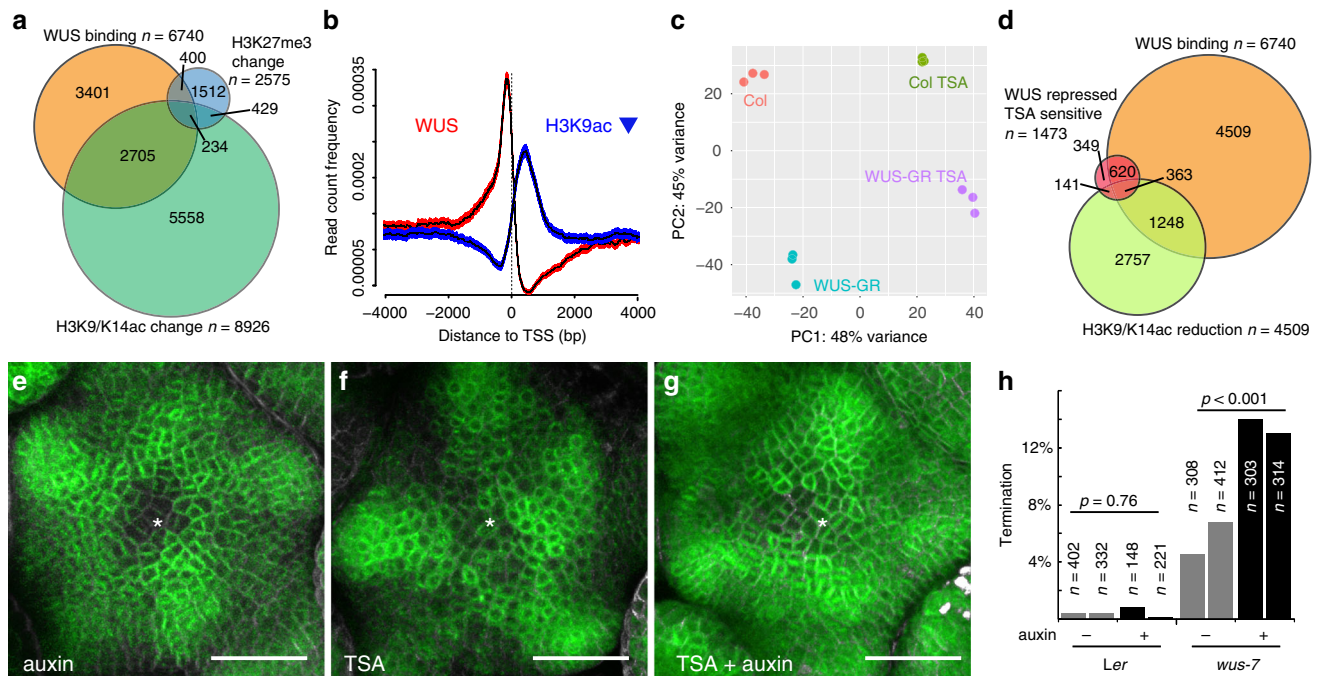 a
WUS binding n = 6740
H3K27me3
change
n = 2575
400
3401
1512
429
234
2705
5558
H3K9/K14ac change n = 8926
b
Read count frequency
0.00035
0.0002
0.00005
WUS
H3K9ac ▼
−4000
−2000
0
2000
4000
Distance to TSS (bp)
c
PC2: 45% variance
20
0
−20
−40
Col
Col TSA
WUS-GR TSA
WUS-GR
−40
−20
0
20
40
PC1: 48% variance
d
WUS binding n = 6740
WUS repressed
TSA sensitive
n = 1473
4509
349
620
363
141
1248
2757
H3K9/K14ac reduction n = 4509
e
*
auxin
f
*
TSA
g
*
TSA + auxin
h
Termination
12%
8%
4%
p = 0.76
p < 0.001
n = 402
n = 332
n = 148
n = 221
n = 308
n = 412
n = 303
n = 314
auxin − + − +
Ler
wus-7